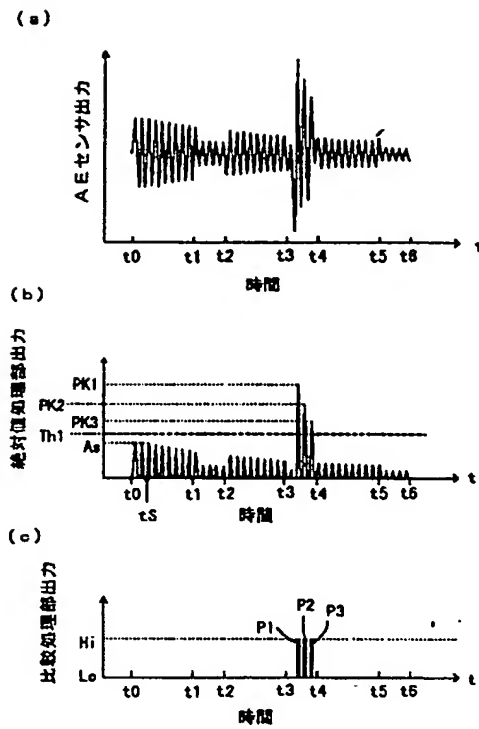 (a)
AEセンサ出力
t0 t1 t2 t3 t4 t5 t6 t
時間
(b)
絶対値処理部出力
PK1
PK2
PK3
Th1
As
t0 t1 t2 t3 t4 t5 t6 t
tS
時間
(c)
比較処理部出力
P1 P2 P3
Hi
Lo
t0 t1 t2 t3 t4 t5 t6 t
時間